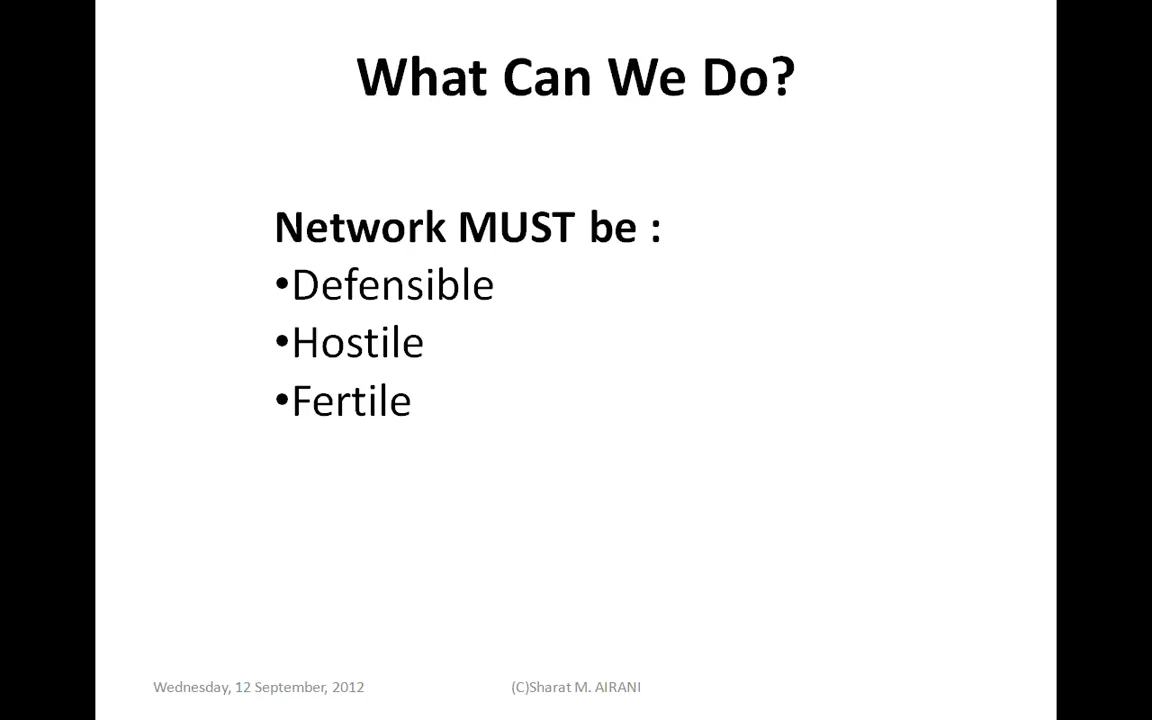 What Can We Do?
Network MUST be :
•Defensible
•Hostile
•Fertile
Wednesday, 12 September, 2012
(C)Sharat M. AIRANI